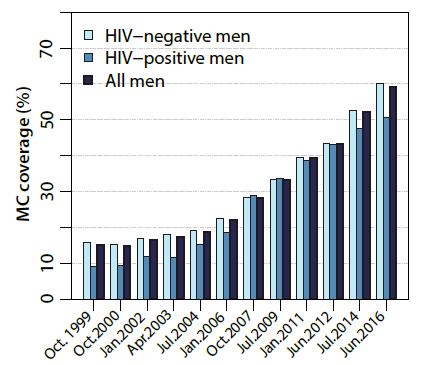 HIV−negative men
HIV−positive men
All men
MC coverage (%)
70
50
30
10
0
Oct. 1999
Oct.2000
Jan.2002
Apr.2003
Jul.2004
Jan.2006
Oct.2007
Jul.2009
Jan.2011
Jun.2012
Jul.2014
Jun.2016